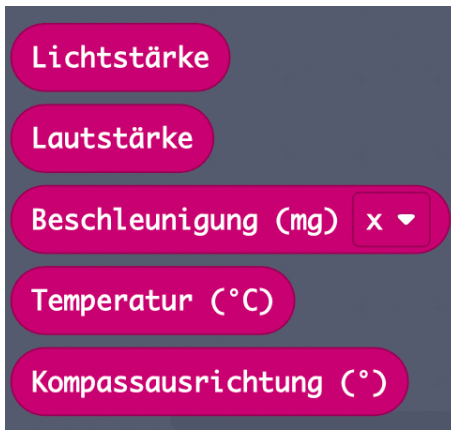 Lichtstärke
Lautstärke
Beschleunigung (mg) x
Temperatur (°C)
Kompassausrichtung (°)